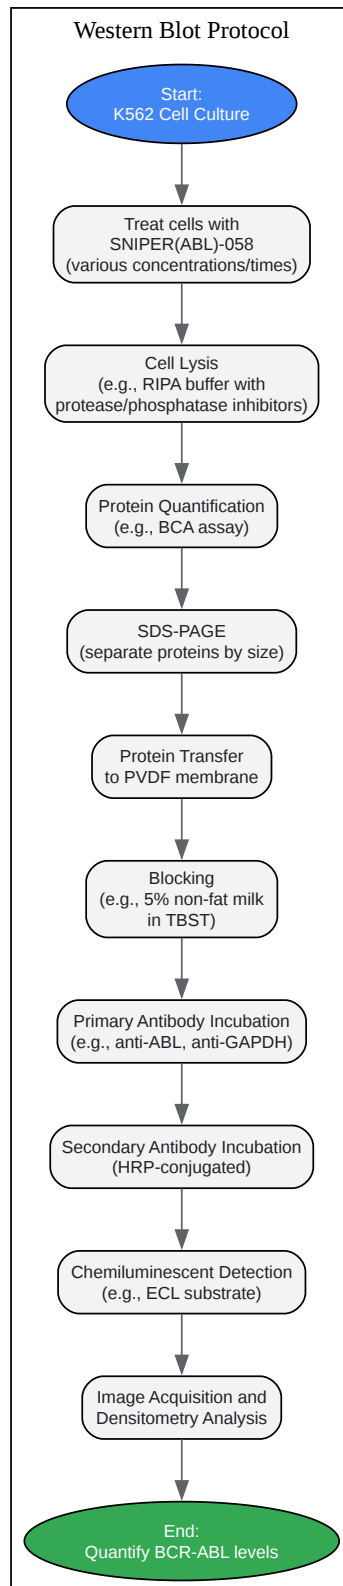 Western Blot Protocol
Start:
K562 Cell Culture
Treat cells with
SNIPER(ABL)-058
(various concentrations/times)
Cell Lysis
(e.g., RIPA buffer with
protease/phosphatase inhibitors)
Protein Quantification
(e.g., BCA assay)
SDS-PAGE
(separate proteins by size)
Protein Transfer
to PVDF membrane
Blocking
(e.g., 5% non-fat milk
in TBST)
Primary Antibody Incubation
(e.g., anti-ABL, anti-GAPDH)
Secondary Antibody Incubation
(HRP-conjugated)
Chemiluminescent Detection
(e.g., ECL substrate)
Image Acquisition and
Densitometry Analysis
End:
Quantify BCR-ABL levels